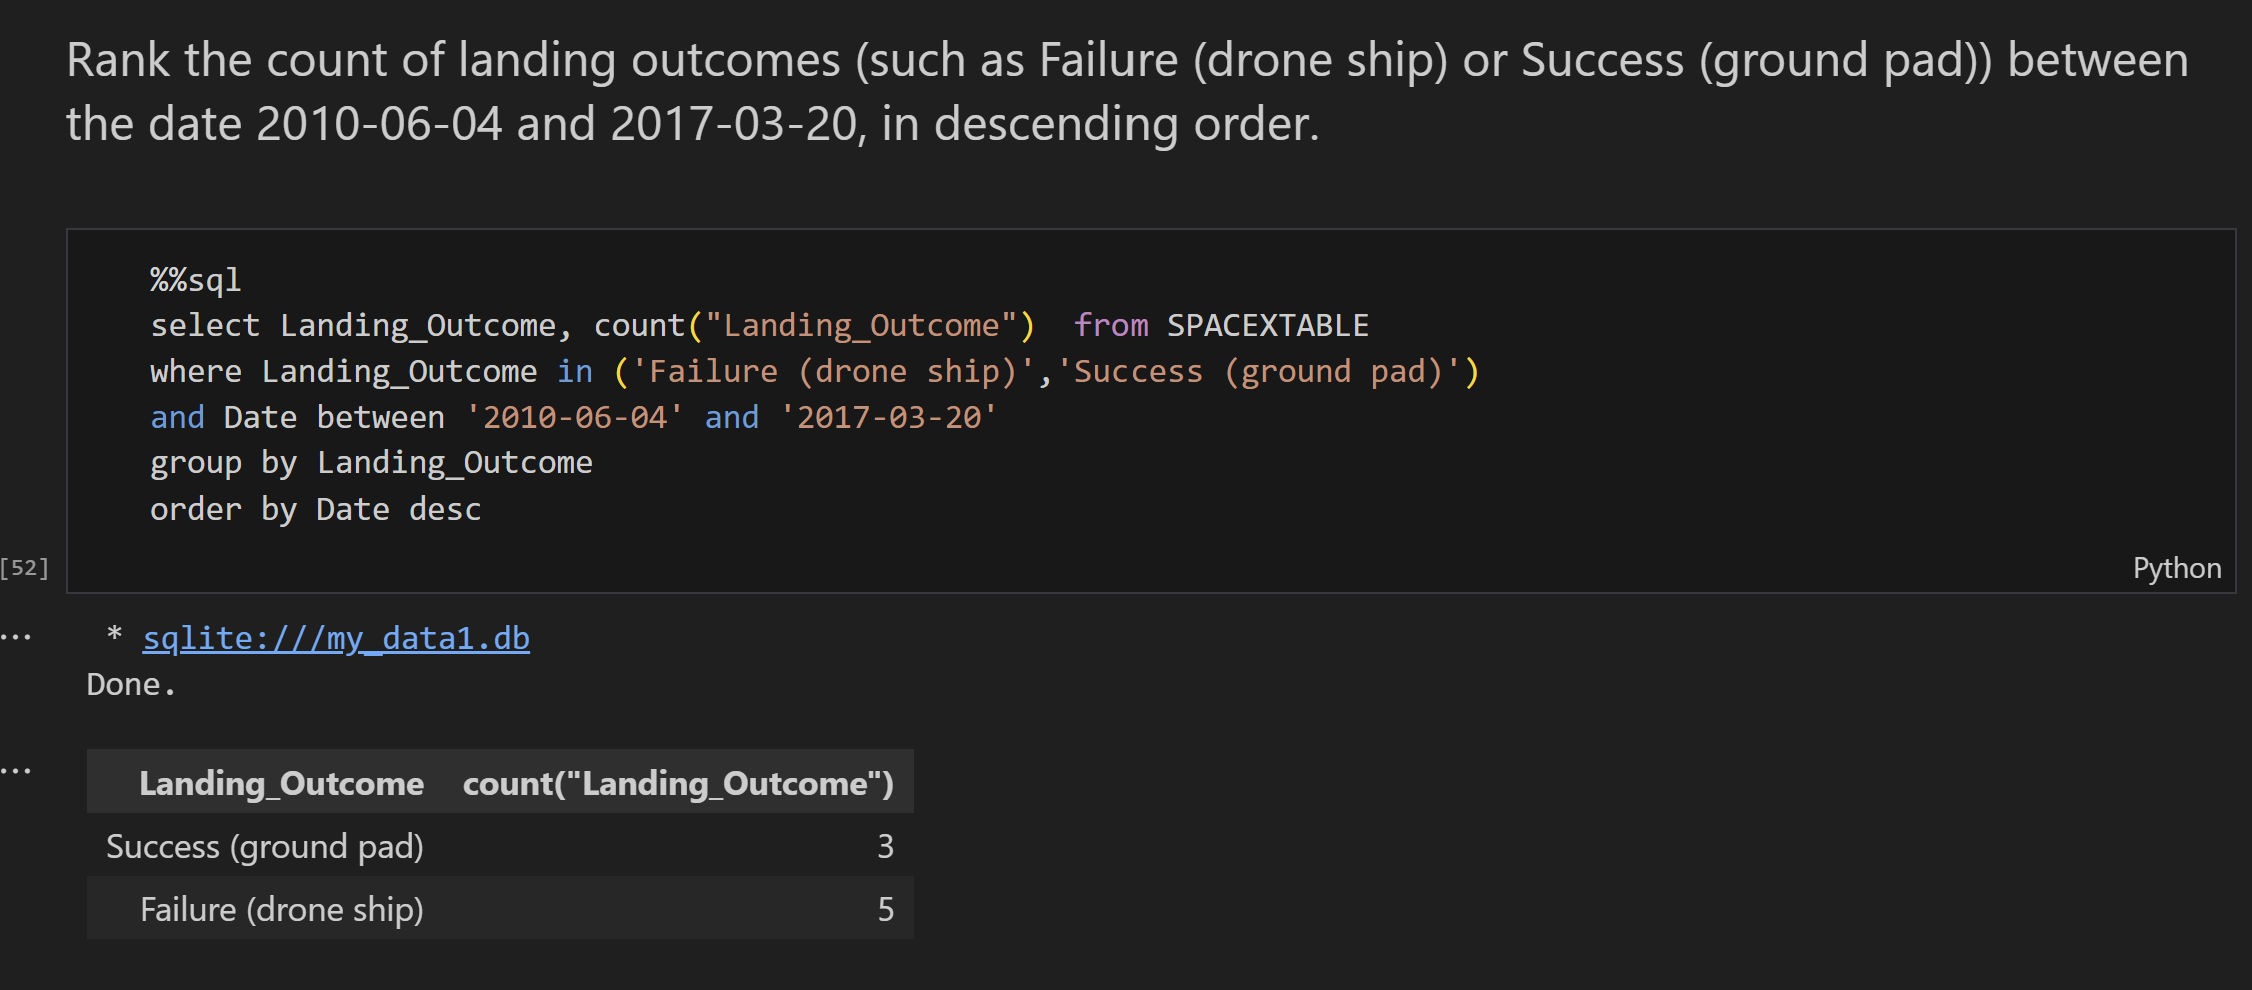 Rank the count of landing outcomes (such as Failure (drone ship) or Success (ground pad)) between
the date 2010-06-04 and 2017-03-20, in descending order.
%%sql
select Landing_Outcome, count("Landing_Outcome")  from SPACEXTABLE
where Landing_Outcome in ('Failure (drone ship)','Success (ground pad)')
and Date between '2010-06-04' and '2017-03-20'
group by Landing_Outcome
order by Date desc
[52]
Python
... * sqlite:///my_data1.db
Done.
... Landing_Outcome count("Landing_Outcome")
Success (ground pad) 3
Failure (drone ship) 5